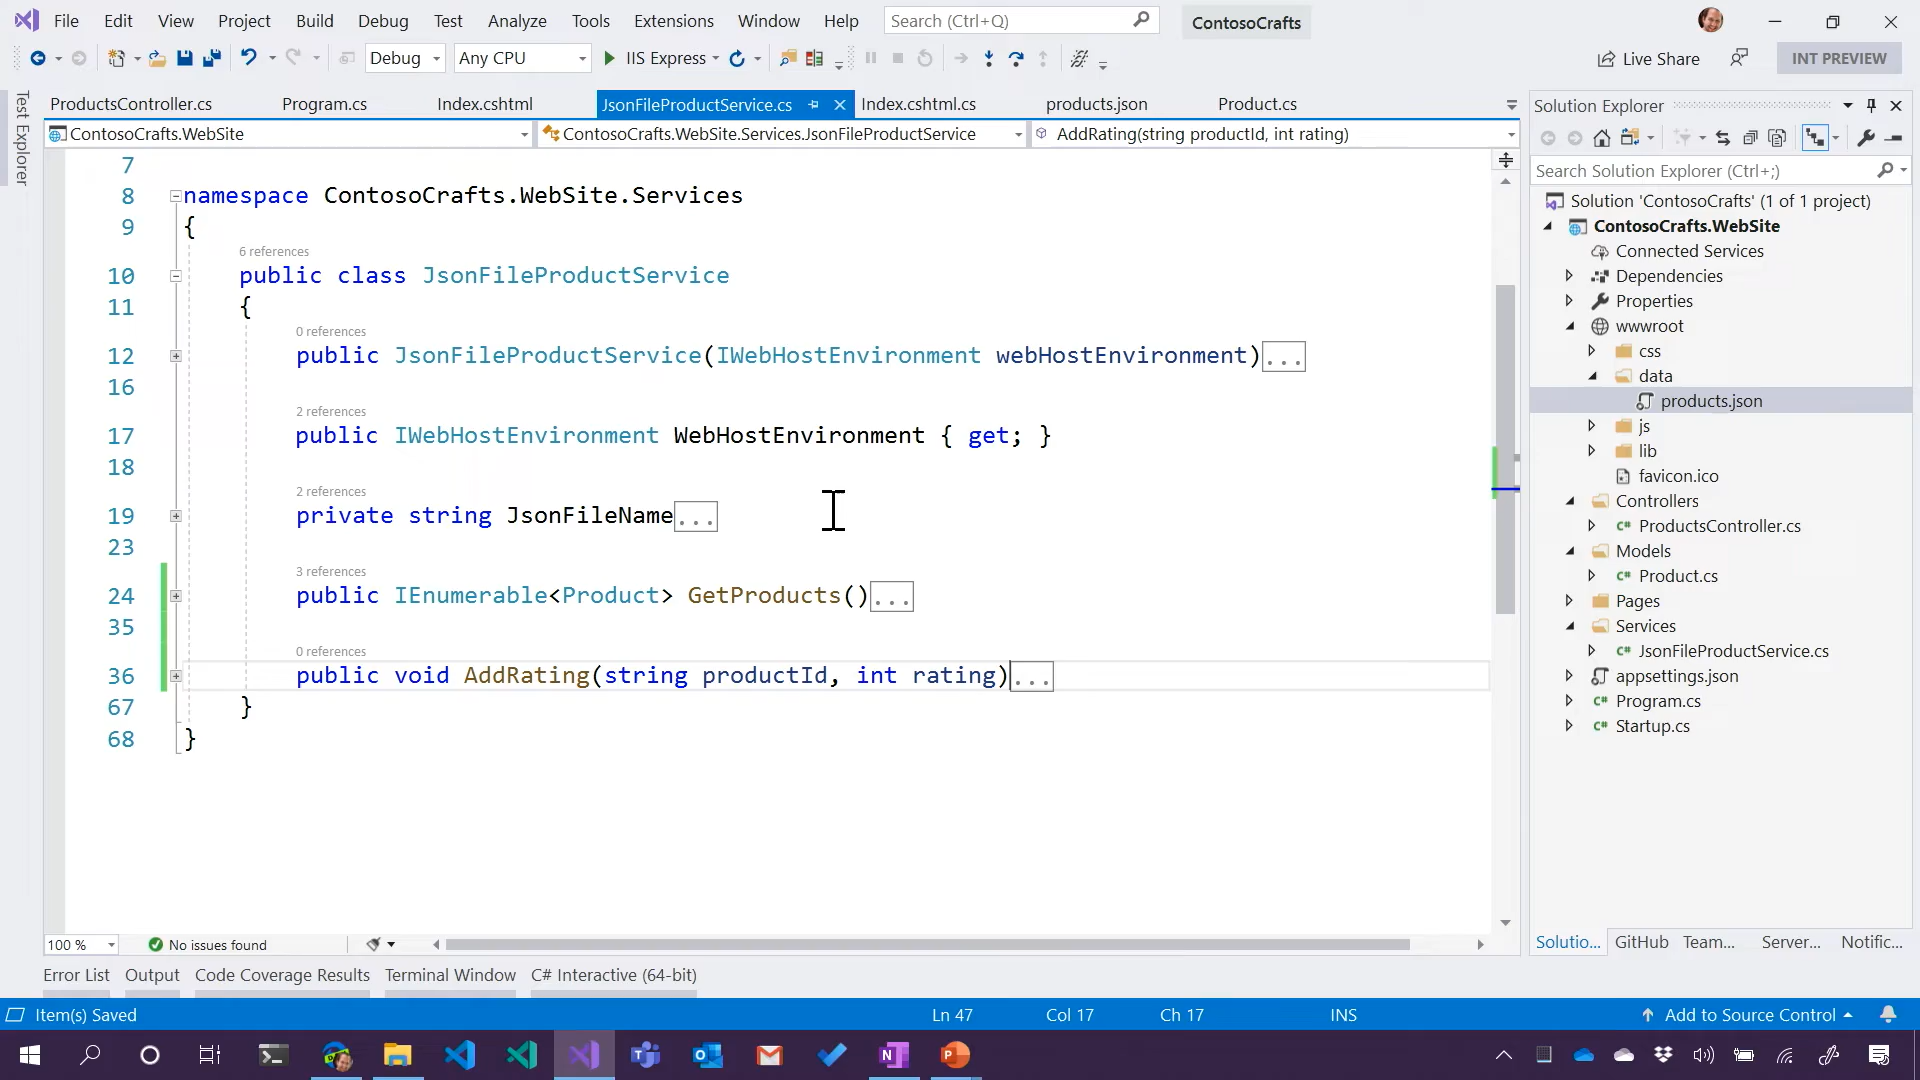 File Edit View Project Build Debug Test Analyze Tools Extensions Window Help Search (Ctrl+Q) ContosoCrafts
Debug Any CPU IIS Express Live Share INT PREVIEW
Test Explorer
ProductsController.cs Program.cs Index.cshtml JsonFileProductService.cs Index.cshtml.cs products.json Product.cs
ContosoCrafts.WebSite ContosoCrafts.WebSite.Services.JsonFileProductService AddRating(string productId, int rating)
7
8 namespace ContosoCrafts.WebSite.Services
9 {
6 references
10 public class JsonFileProductService
11 {
0 references
12 public JsonFileProductService(IWebHostEnvironment webHostEnvironment)...
16
2 references
17 public IWebHostEnvironment WebHostEnvironment { get; }
18
2 references
19 private string JsonFileName...
23
3 references
24 public IEnumerable<Product> GetProducts()...
35
0 references
36 public void AddRating(string productId, int rating)...
67 }
68 }
100 % No issues found
Error List Output Code Coverage Results Terminal Window C# Interactive (64-bit)
Solution Explorer
Search Solution Explorer (Ctrl+;)
Solution 'ContosoCrafts' (1 of 1 project)
ContosoCrafts.WebSite
Connected Services
Dependencies
Properties
wwwroot
css
data
products.json
js
lib
favicon.ico
Controllers
C# ProductsController.cs
Models
C# Product.cs
Pages
Services
C# JsonFileProductService.cs
appsettings.json
C# Program.cs
C# Startup.cs
Solutio... GitHub Team... Server... Notific...
Item(s) Saved Ln 47 Col 17 Ch 17 INS Add to Source Control